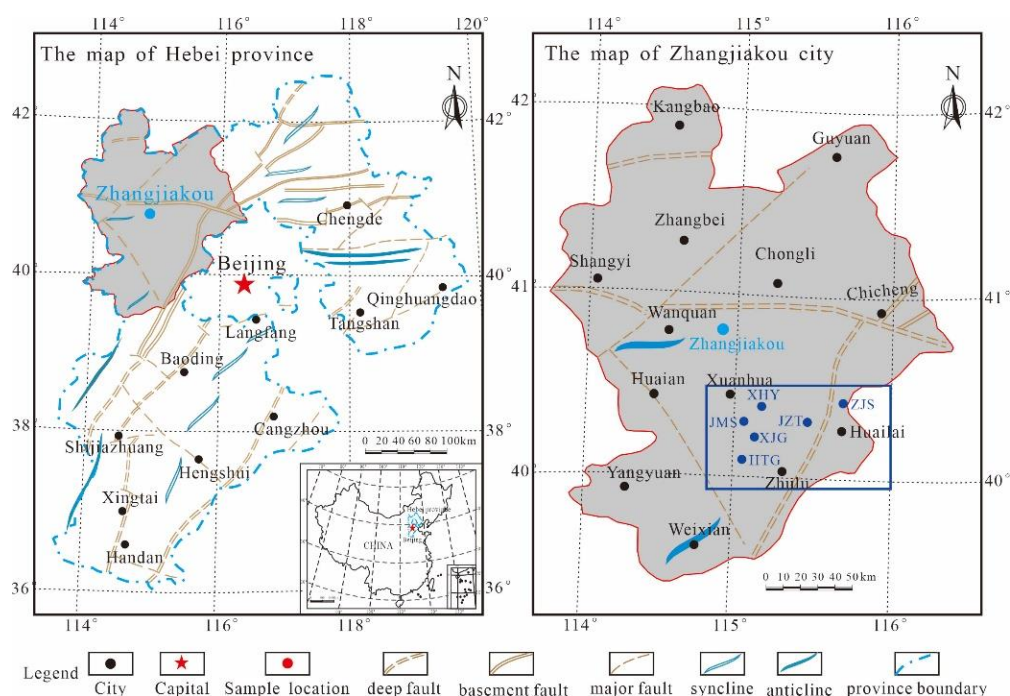 114° 116° 118° 120°
The map of Hebei province
N
42° 42°
Zhangjiakou
Chengde
40° 40°
Beijing
Qinghuangdao
Tangshan
Langfang
Baoding
38° 38°
Cangzhou
Shijiazhuang
0 20 40 60 80 100km
Hengshui
Xingtai
Hebei province
Beijing
CHINA
Handan
36° 36°
114° 116° 118°
114° 115° 116°
The map of Zhangjiakou city
N
42° 42°
Kangbao
Guyuan
Zhangbei
Chongli
Shangyi
41° 41°
Chicheng
Wanquan
Zhangjiakou
Huaian
Xuanhua
XHY
ZJS
JMS
JZT
XJG
Huailai
HTG
40° 40°
Yangyuan
Zhulu
Weixian
0 10 20 30 40 50km
114° 115° 116°
Legend
City
Capital
Sample location
deep fault
basement fault
major fault
syncline
anticline
province boundary